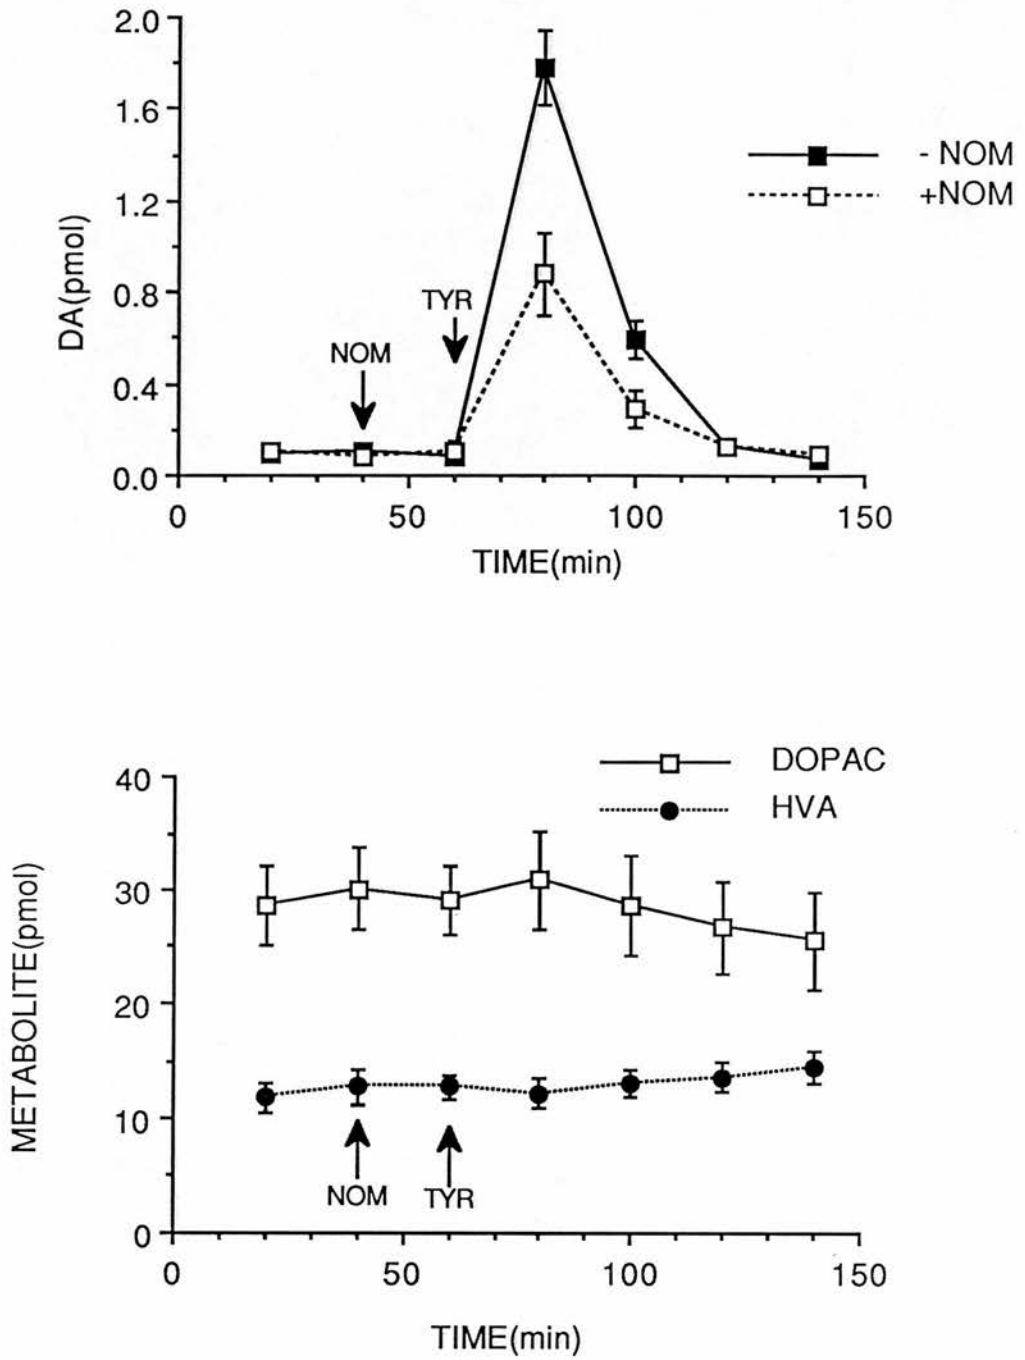 2.0
1.6
1.2
0.8
0.4
0.0
DA(pmol)
- NOM
+NOM
TYR
NOM
0
50
100
150
TIME(min)
DOPAC
HVA
40
30
20
10
0
METABOLITE(pmol)
NOM
TYR
0
50
100
150
TIME(min)